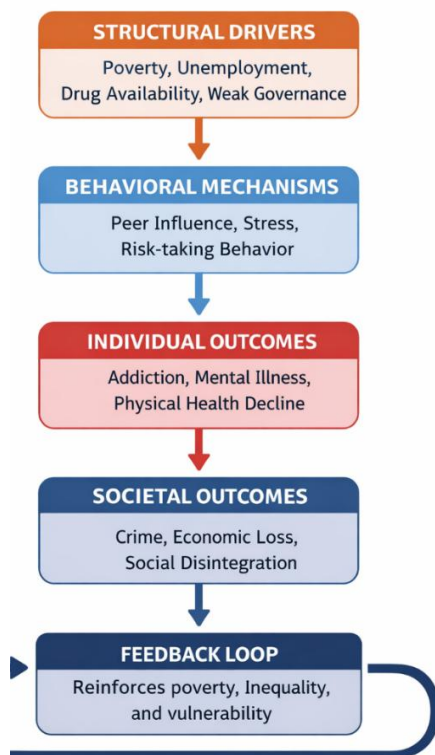 STRUCTURAL DRIVERS
Poverty, Unemployment,
Drug Availability, Weak Governance
BEHAVIORAL MECHANISMS
Peer Influence, Stress,
Risk-taking Behavior
INDIVIDUAL OUTCOMES
Addiction, Mental Illness,
Physical Health Decline
SOCIETAL OUTCOMES
Crime, Economic Loss,
Social Disintegration
FEEDBACK LOOP
Reinforces poverty, Inequality,
and vulnerability